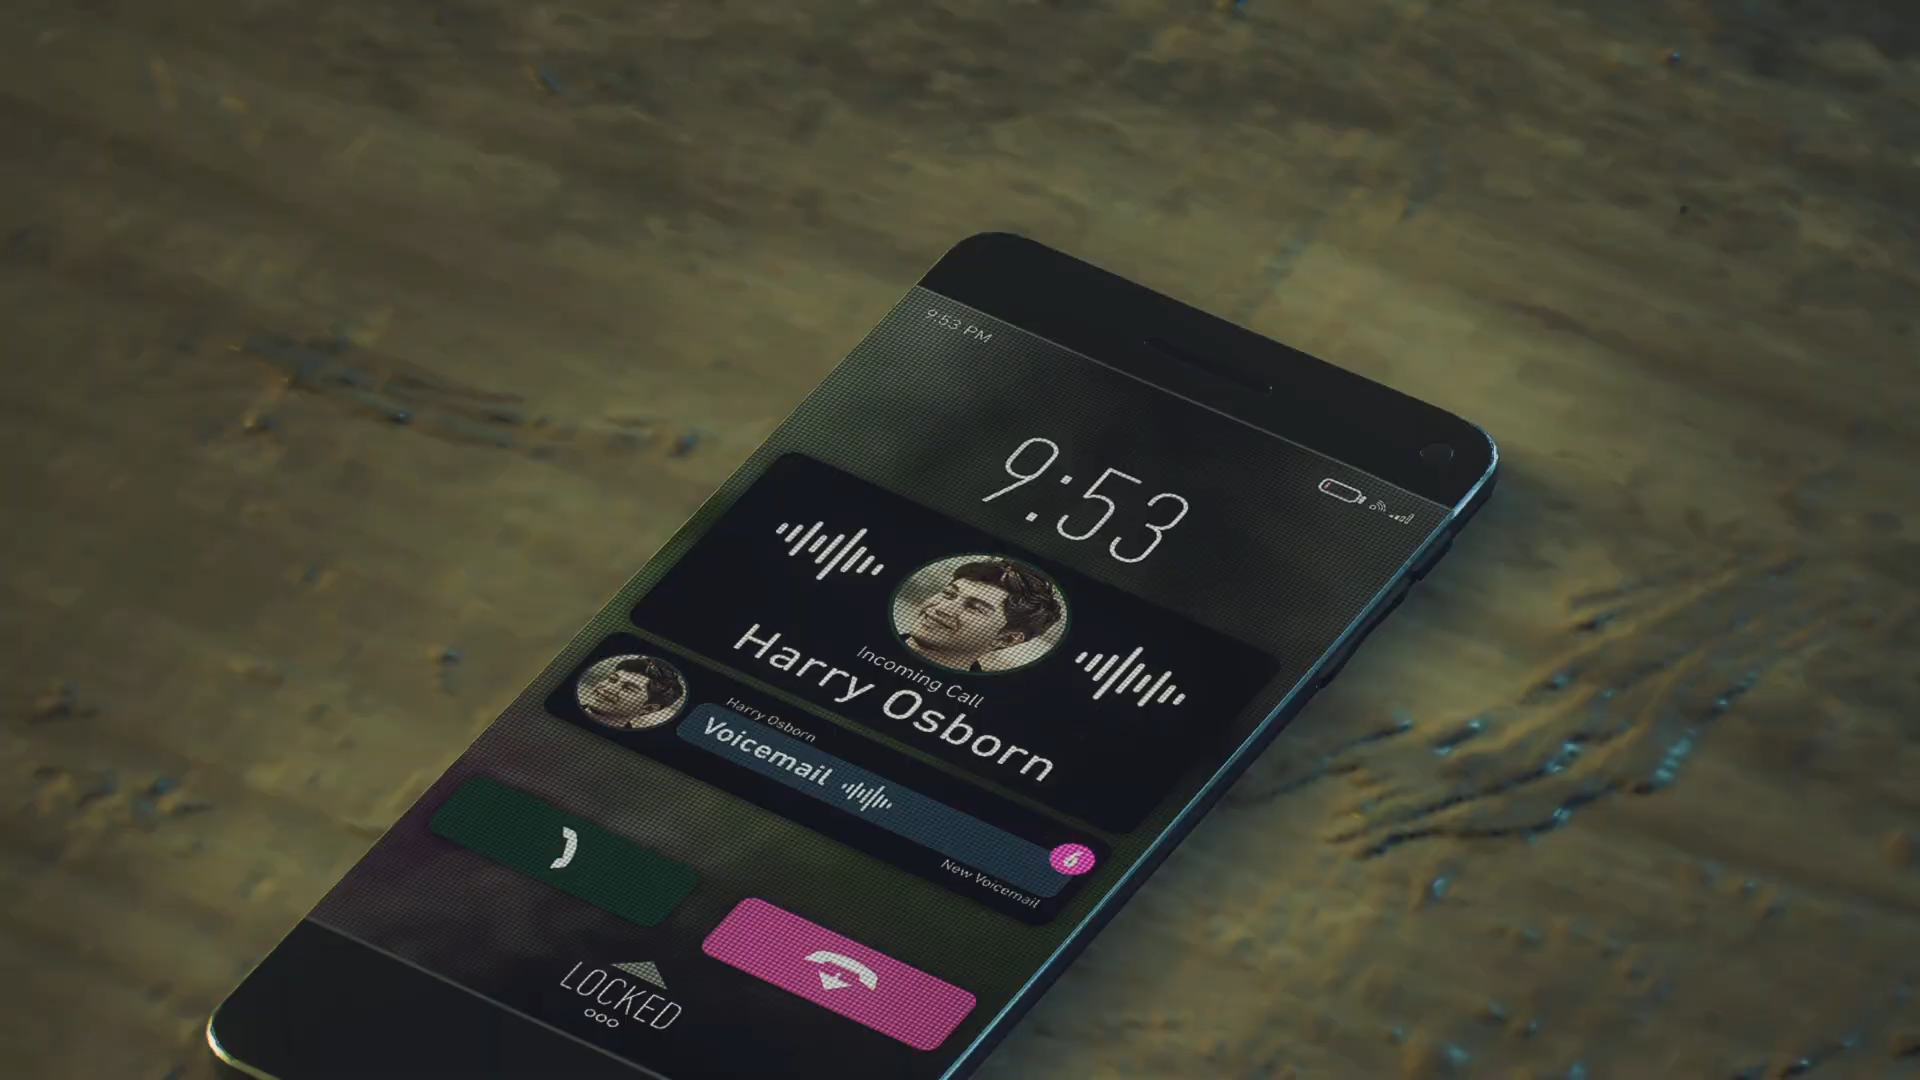 9:53 PM
9:53
Incoming Call
Harry Osborn
Harry Osborn
Voicemail
6
New Voicemail
LOCKED